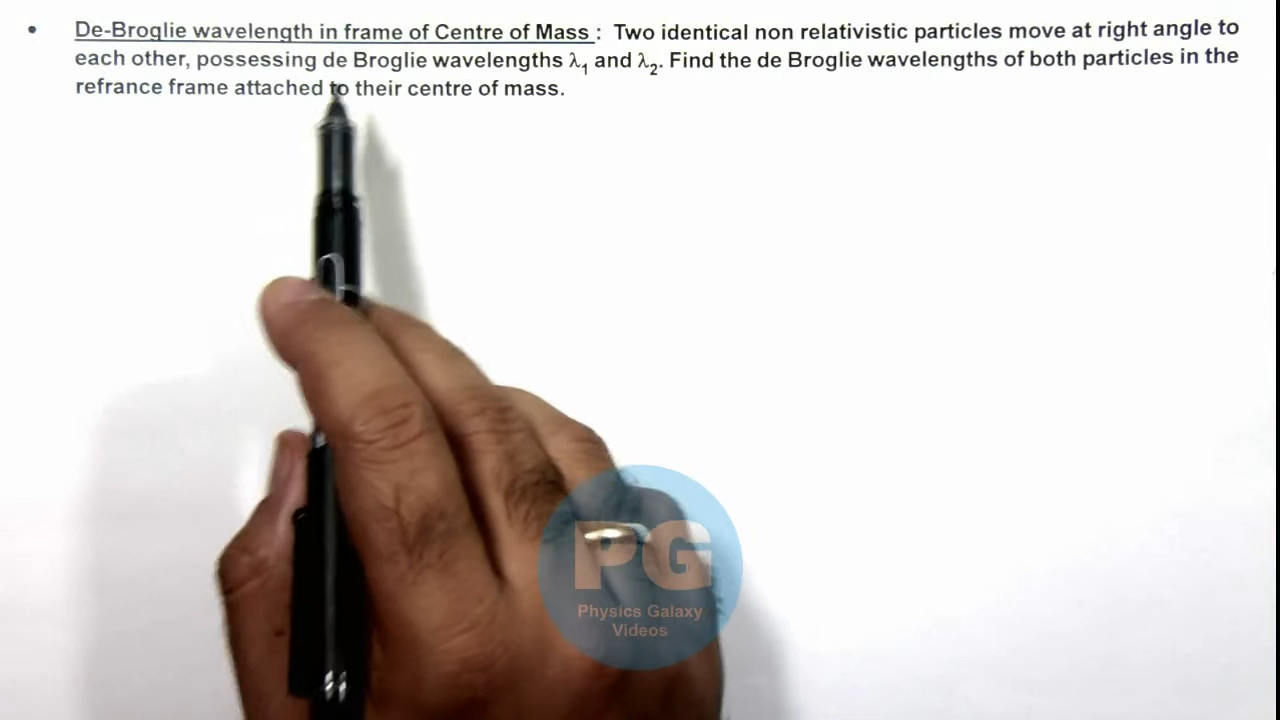 • De-Broglie wavelength in frame of Centre of Mass : Two identical non relativistic particles move at right angle to
each other, possessing de Broglie wavelengths λ₁ and λ₂. Find the de Broglie wavelengths of both particles in the
refrance frame attached to their centre of mass.
PG
Physics Galaxy
Videos